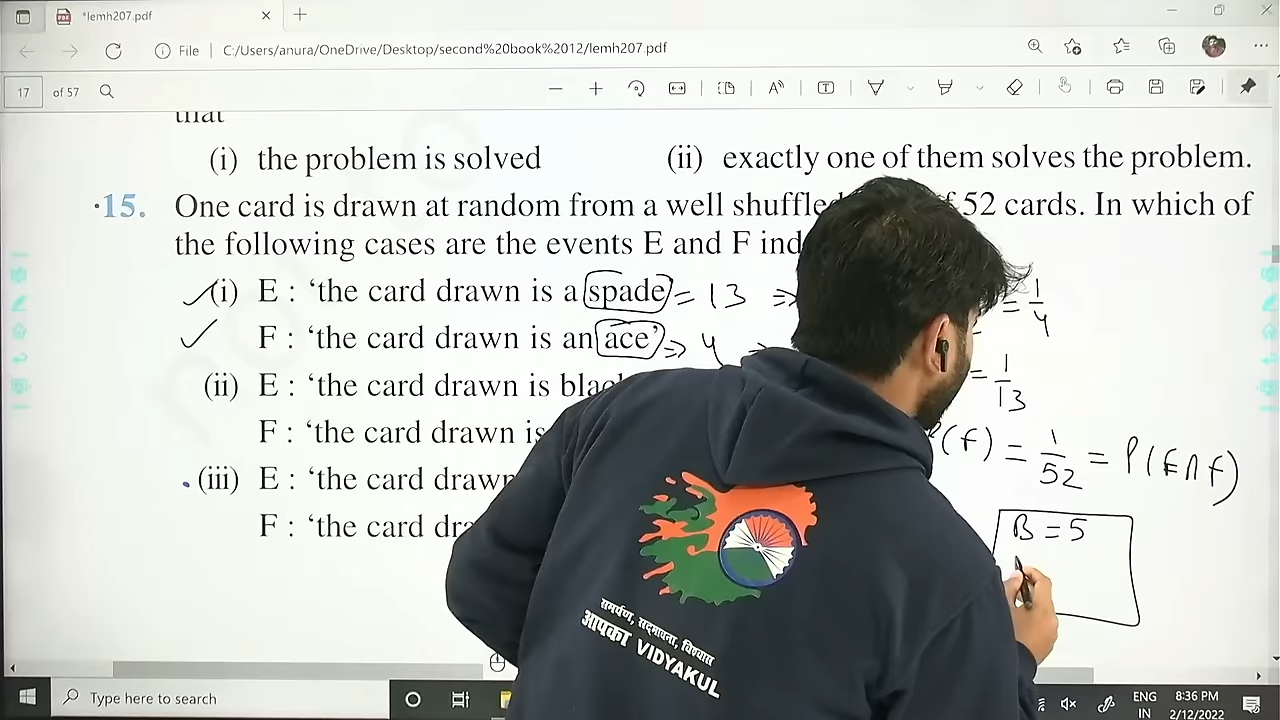 *lemh207.pdf
File C:/Users/anura/OneDrive/Desktop/second%20book%2012/lemh207.pdf
17 of 57
that
(i) the problem is solved (ii) exactly one of them solves the problem.
15. One card is drawn at random from a well shuffled 52 cards. In which of
the following cases are the events E and F
(i) E : ‘the card drawn is a spade = 13 ⇒ = 1/4
F : ‘the card drawn is an ace’ ⇒ 4 = 1/13
(ii) E : ‘the card drawn is
F : ‘the card drawn is
(F) = 1/52 = P(E∩F)
(iii) E : ‘the card
F : ‘the card
B = 5
समर्पण, सद्भावना, विश्वास
आपका VIDYAKUL
Type here to search
ENG
IN
8:36 PM
2/12/2022